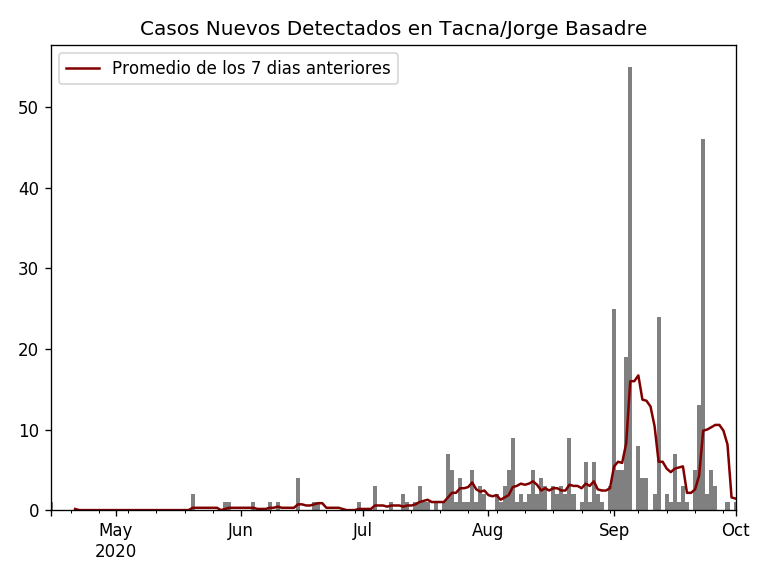 Casos Nuevos Detectados en Tacna/Jorge Basadre
Promedio de los 7 dias anteriores
50
40
30
20
10
0
May Jun Jul Aug Sep Oct
2020